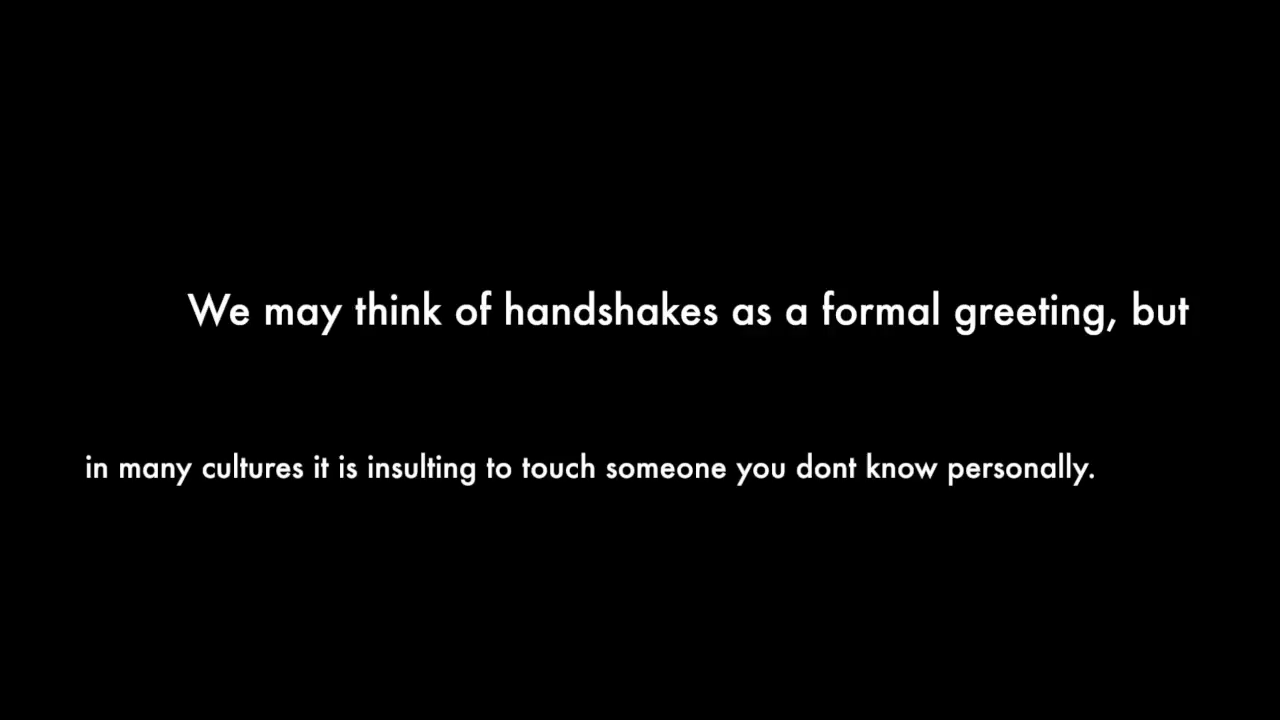 We may think of handshakes as a formal greeting, but
in many cultures it is insulting to touch someone you dont know personally.